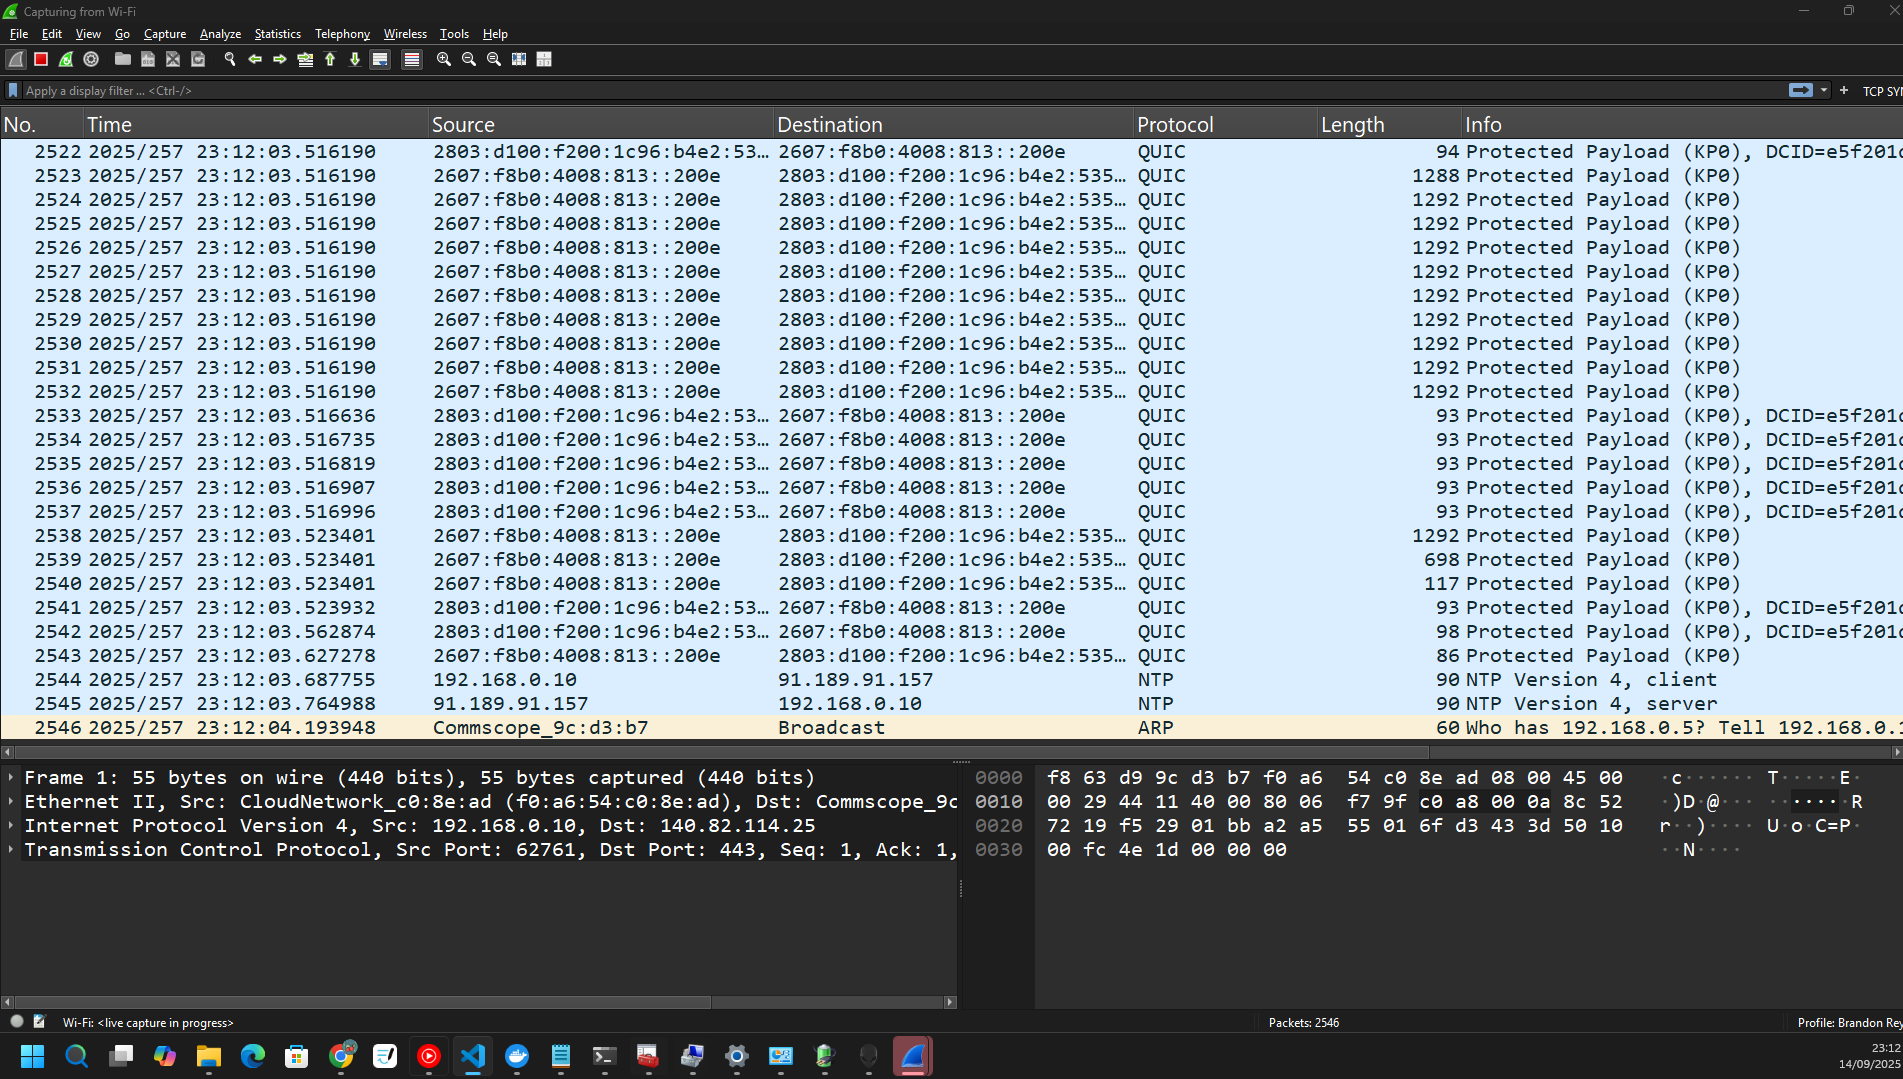 Capturing from Wi-Fi
File Edit View Go Capture Analyze Statistics Telephony Wireless Tools Help
Apply a display filter ... <Ctrl-/> + TCP SYN
No. Time Source Destination Protocol Length Info
2522 2025/257 23:12:03.516190 2803:d100:f200:1c96:b4e2:53… 2607:f8b0:4008:813::200e QUIC 94 Protected Payload (KP0), DCID=e5f201c
2523 2025/257 23:12:03.516190 2607:f8b0:4008:813::200e 2803:d100:f200:1c96:b4e2:535… QUIC 1288 Protected Payload (KP0)
2524 2025/257 23:12:03.516190 2607:f8b0:4008:813::200e 2803:d100:f200:1c96:b4e2:535… QUIC 1292 Protected Payload (KP0)
2525 2025/257 23:12:03.516190 2607:f8b0:4008:813::200e 2803:d100:f200:1c96:b4e2:535… QUIC 1292 Protected Payload (KP0)
2526 2025/257 23:12:03.516190 2607:f8b0:4008:813::200e 2803:d100:f200:1c96:b4e2:535… QUIC 1292 Protected Payload (KP0)
2527 2025/257 23:12:03.516190 2607:f8b0:4008:813::200e 2803:d100:f200:1c96:b4e2:535… QUIC 1292 Protected Payload (KP0)
2528 2025/257 23:12:03.516190 2607:f8b0:4008:813::200e 2803:d100:f200:1c96:b4e2:535… QUIC 1292 Protected Payload (KP0)
2529 2025/257 23:12:03.516190 2607:f8b0:4008:813::200e 2803:d100:f200:1c96:b4e2:535… QUIC 1292 Protected Payload (KP0)
2530 2025/257 23:12:03.516190 2607:f8b0:4008:813::200e 2803:d100:f200:1c96:b4e2:535… QUIC 1292 Protected Payload (KP0)
2531 2025/257 23:12:03.516190 2607:f8b0:4008:813::200e 2803:d100:f200:1c96:b4e2:535… QUIC 1292 Protected Payload (KP0)
2532 2025/257 23:12:03.516190 2607:f8b0:4008:813::200e 2803:d100:f200:1c96:b4e2:535… QUIC 1292 Protected Payload (KP0)
2533 2025/257 23:12:03.516636 2803:d100:f200:1c96:b4e2:53… 2607:f8b0:4008:813::200e QUIC 93 Protected Payload (KP0), DCID=e5f201c
2534 2025/257 23:12:03.516735 2803:d100:f200:1c96:b4e2:53… 2607:f8b0:4008:813::200e QUIC 93 Protected Payload (KP0), DCID=e5f201c
2535 2025/257 23:12:03.516819 2803:d100:f200:1c96:b4e2:53… 2607:f8b0:4008:813::200e QUIC 93 Protected Payload (KP0), DCID=e5f201c
2536 2025/257 23:12:03.516907 2803:d100:f200:1c96:b4e2:53… 2607:f8b0:4008:813::200e QUIC 93 Protected Payload (KP0), DCID=e5f201c
2537 2025/257 23:12:03.516996 2803:d100:f200:1c96:b4e2:53… 2607:f8b0:4008:813::200e QUIC 93 Protected Payload (KP0), DCID=e5f201c
2538 2025/257 23:12:03.523401 2607:f8b0:4008:813::200e 2803:d100:f200:1c96:b4e2:535… QUIC 1292 Protected Payload (KP0)
2539 2025/257 23:12:03.523401 2607:f8b0:4008:813::200e 2803:d100:f200:1c96:b4e2:535… QUIC 698 Protected Payload (KP0)
2540 2025/257 23:12:03.523401 2607:f8b0:4008:813::200e 2803:d100:f200:1c96:b4e2:535… QUIC 117 Protected Payload (KP0)
2541 2025/257 23:12:03.523932 2803:d100:f200:1c96:b4e2:53… 2607:f8b0:4008:813::200e QUIC 93 Protected Payload (KP0), DCID=e5f201c
2542 2025/257 23:12:03.562874 2803:d100:f200:1c96:b4e2:53… 2607:f8b0:4008:813::200e QUIC 98 Protected Payload (KP0), DCID=e5f201c
2543 2025/257 23:12:03.627278 2607:f8b0:4008:813::200e 2803:d100:f200:1c96:b4e2:535… QUIC 86 Protected Payload (KP0)
2544 2025/257 23:12:03.687755 192.168.0.10 91.189.91.157 NTP 90 NTP Version 4, client
2545 2025/257 23:12:03.764988 91.189.91.157 192.168.0.10 NTP 90 NTP Version 4, server
2546 2025/257 23:12:04.193948 Commscope_9c:d3:b7 Broadcast ARP 60 Who has 192.168.0.5? Tell 192.168.0.1
Frame 1: 55 bytes on wire (440 bits), 55 bytes captured (440 bits)
Ethernet II, Src: CloudNetwork_c0:8e:ad (f0:a6:54:c0:8e:ad), Dst: Commscope_9c
Internet Protocol Version 4, Src: 192.168.0.10, Dst: 140.82.114.25
Transmission Control Protocol, Src Port: 62761, Dst Port: 443, Seq: 1, Ack: 1,
0000 f8 63 d9 9c d3 b7 f0 a6 54 c0 8e ad 08 00 45 00 ·c······ T·····E·
0010 00 29 44 11 40 00 80 06 f7 9f c0 a8 00 0a 8c 52 ·)D·@··· ·······R
0020 72 19 f5 29 01 bb a2 a5 55 01 6f d3 43 3d 50 10 r··)···· U·o·C=P·
0030 00 fc 4e 1d 00 00 00 ··N····
Wi-Fi: <live capture in progress> Packets: 2546 Profile: Brandon Rey
23:12
14/09/2025